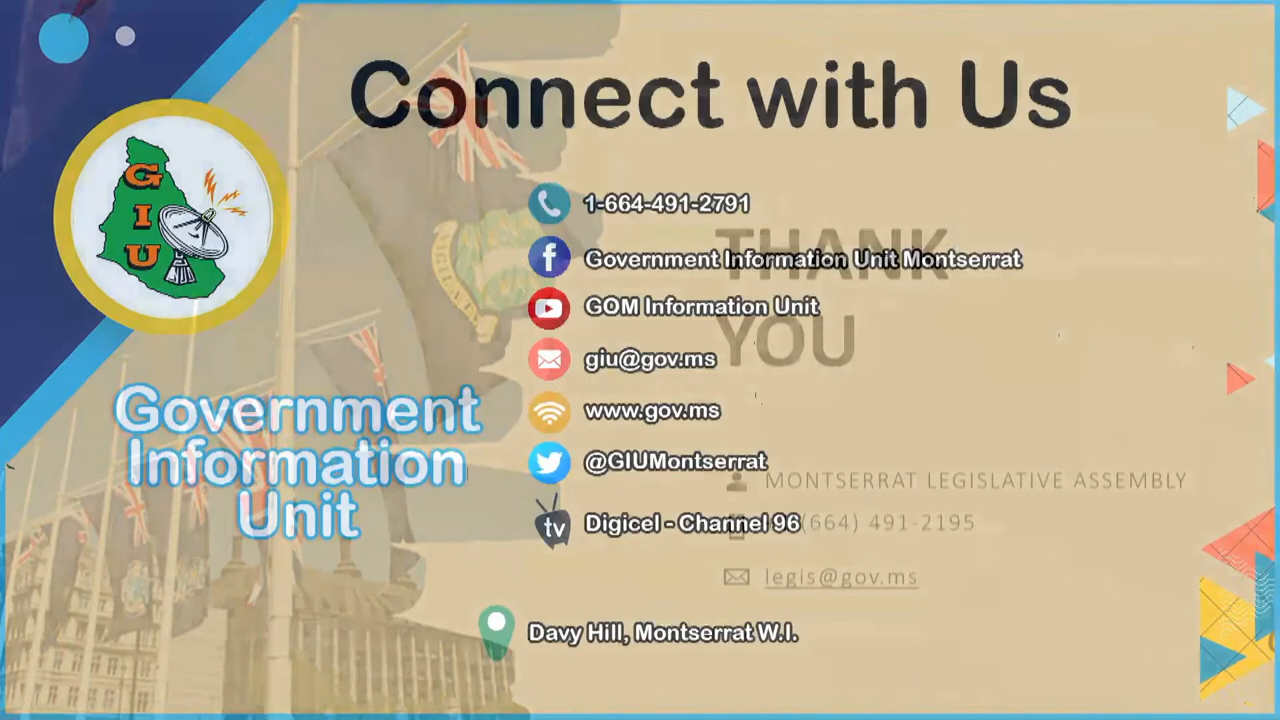 Connect with Us
G
I
U
1-664-491-2791
THANK
YOU
Government Information Unit Montserrat
GOM Information Unit
giu@gov.ms
www.gov.ms
@GIUMontserrat
Digicel - Channel 96
Government
Information
Unit
MONTSERRAT LEGISLATIVE ASSEMBLY
(664) 491-2195
legis@gov.ms
tv
Davy Hill, Montserrat W.I.